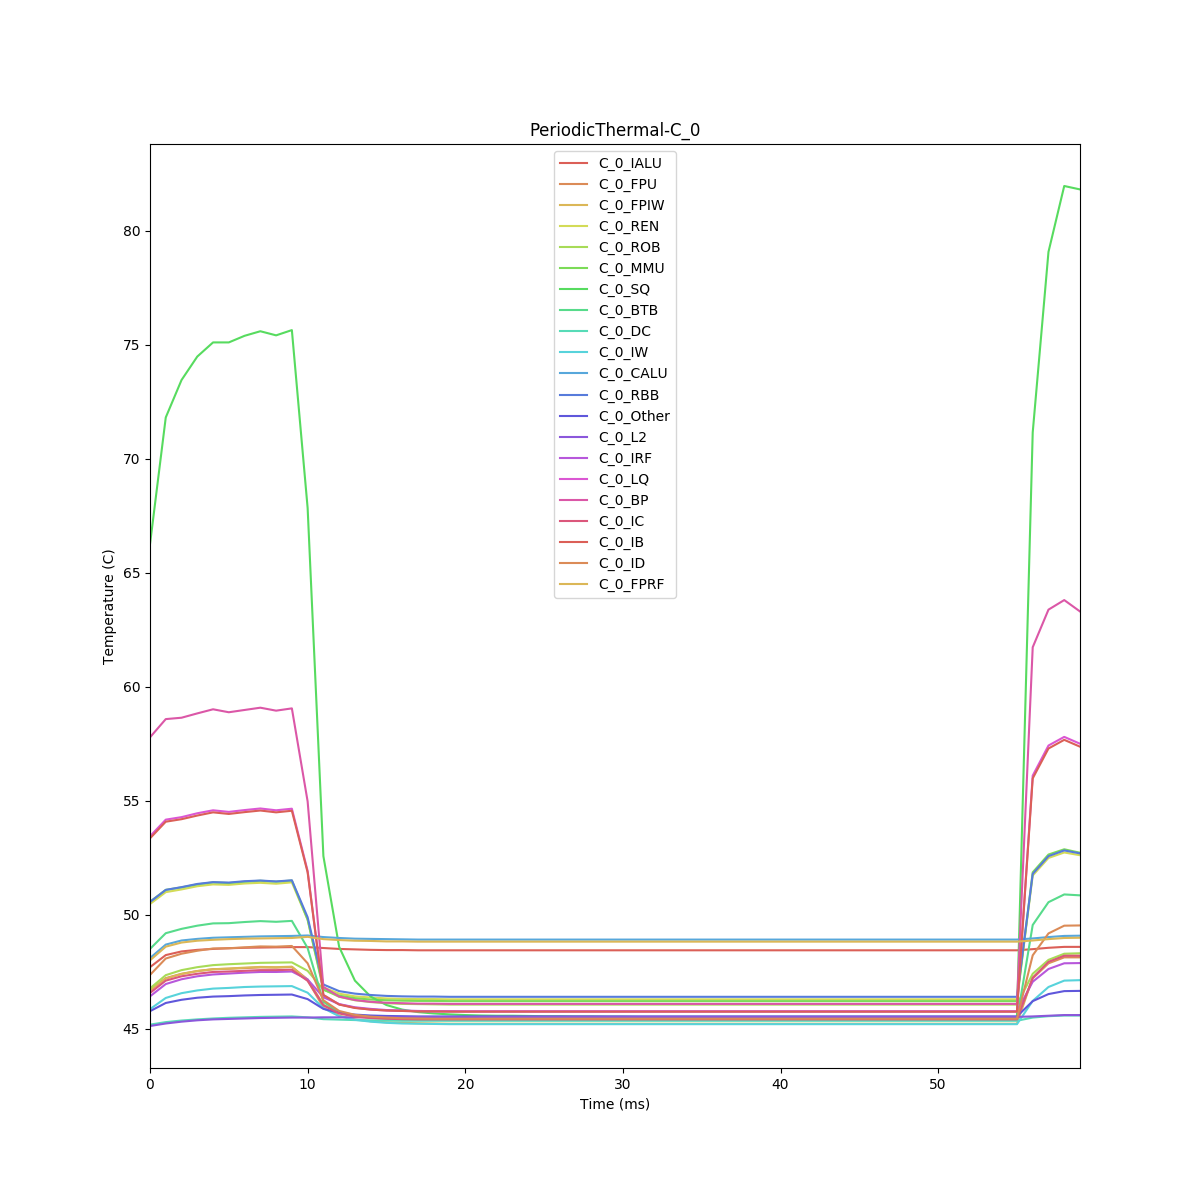 PeriodicThermal-C_0
C_0_IALU
C_0_FPU
C_0_FPIW
C_0_REN
C_0_ROB
C_0_MMU
C_0_SQ
C_0_BTB
C_0_DC
C_0_IW
C_0_CALU
C_0_RBB
C_0_Other
C_0_L2
C_0_IRF
C_0_LQ
C_0_BP
C_0_IC
C_0_IB
C_0_ID
C_0_FPRF
80
75
70
65
60
55
50
45
Temperature (C)
0 10 20 30 40 50
Time (ms)